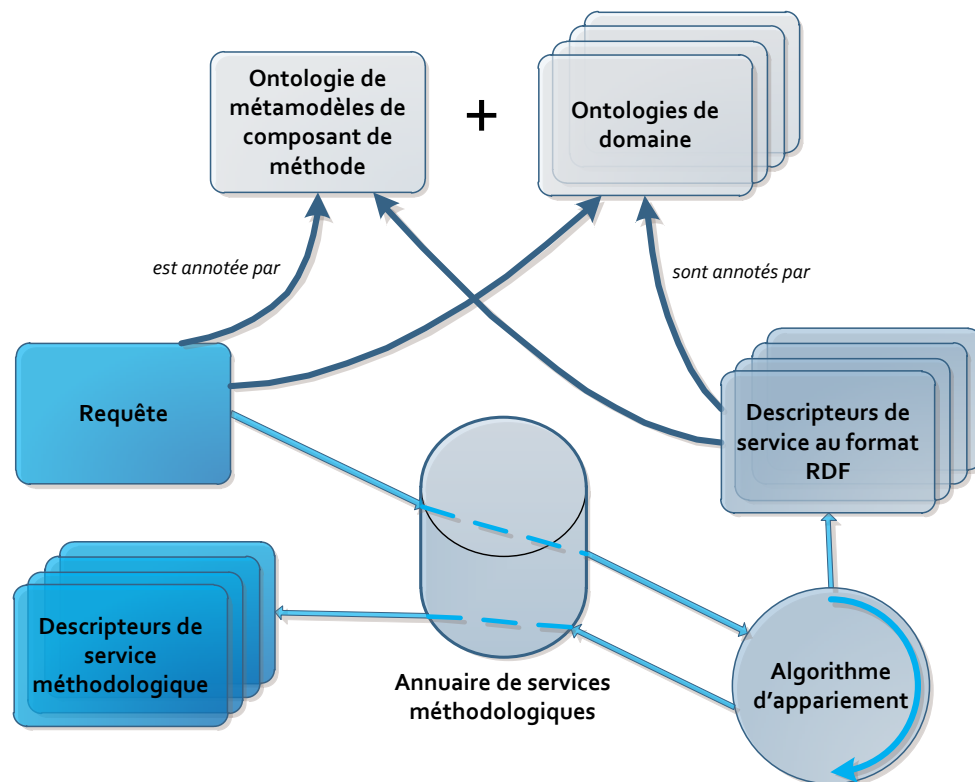 Ontologie de
métamodèles de
composant de
méthode
+
Ontologies de
domaine
est annotée par
sont annotés par
Requête
Descripteurs de
service au format
RDF
Descripteurs de
service
méthodologique
Annuaire de services
méthodologiques
Algorithme
d’appariement